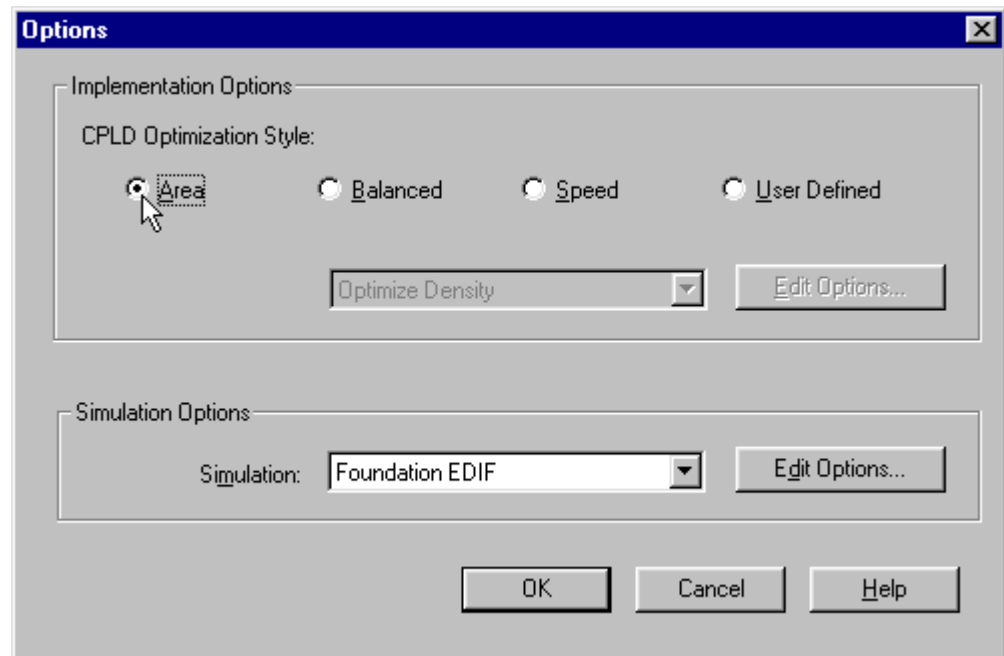 Options
Implementation Options
CPLD Optimization Style:
Area Balanced Speed User Defined
Optimize Density Edit Options...
Simulation Options
Simulation: Foundation EDIF Edit Options...
OK Cancel Help